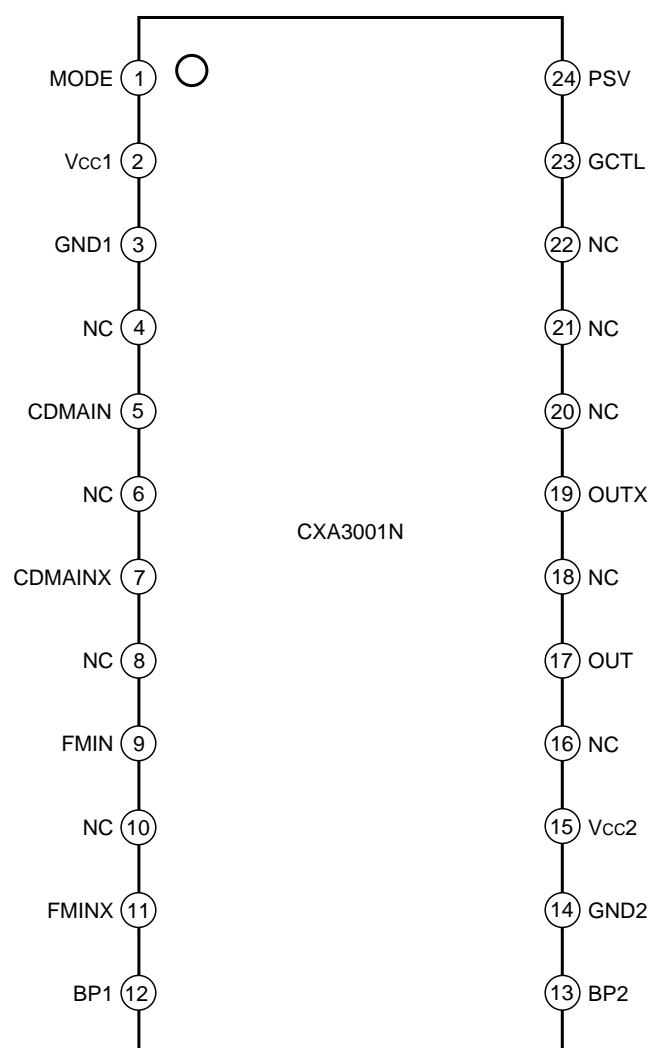 MODE 1 24 PSV
Vcc1 2 23 GCTL
GND1 3 22 NC
NC 4 21 NC
CDMAIN 5 20 NC
NC 6 19 OUTX
CXA3001N
CDMAINX 7 18 NC
NC 8 17 OUT
FMIN 9 16 NC
NC 10 15 Vcc2
FMINX 11 14 GND2
BP1 12 13 BP2